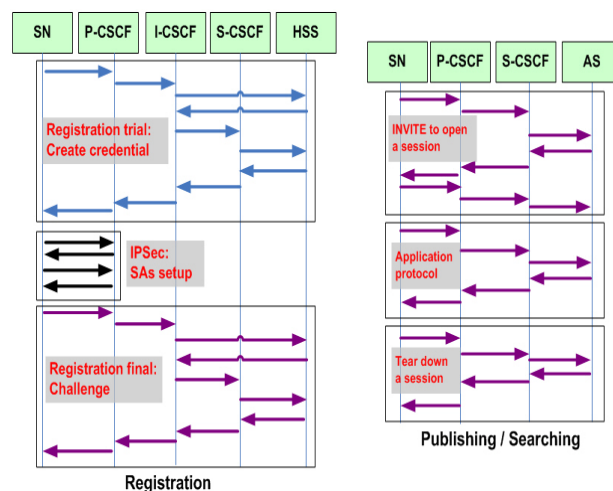 SN P-CSCF I-CSCF S-CSCF HSS
Registration trial:
Create credential
IPSec:
SAs setup
Registration final:
Challenge
Registration
SN P-CSCF S-CSCF AS
INVITE to open
a session
Application
protocol
Tear down
a session
Publishing / Searching